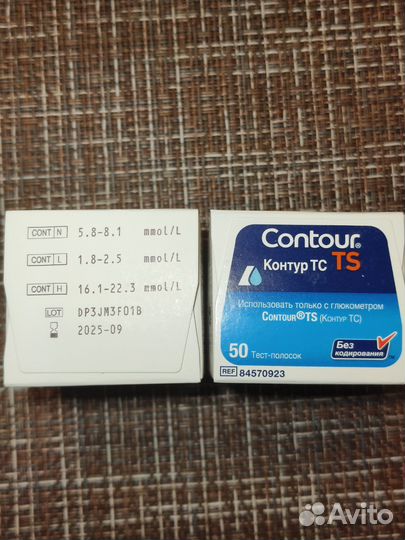 CONT N 5.8-8.1 mmol/L
CONT L 1.8-2.5 mmol/L
CONT H 16.1-22.3 mmol/L
LOT DP3JM3F01B
2025-09
Contour® TS
Контур ТС
Использовать только с глюкометром
CONTOUR®TS (КОНТУР ТС)
50 Тест-полосок
Без
кодирования
REF 84570923
Avito